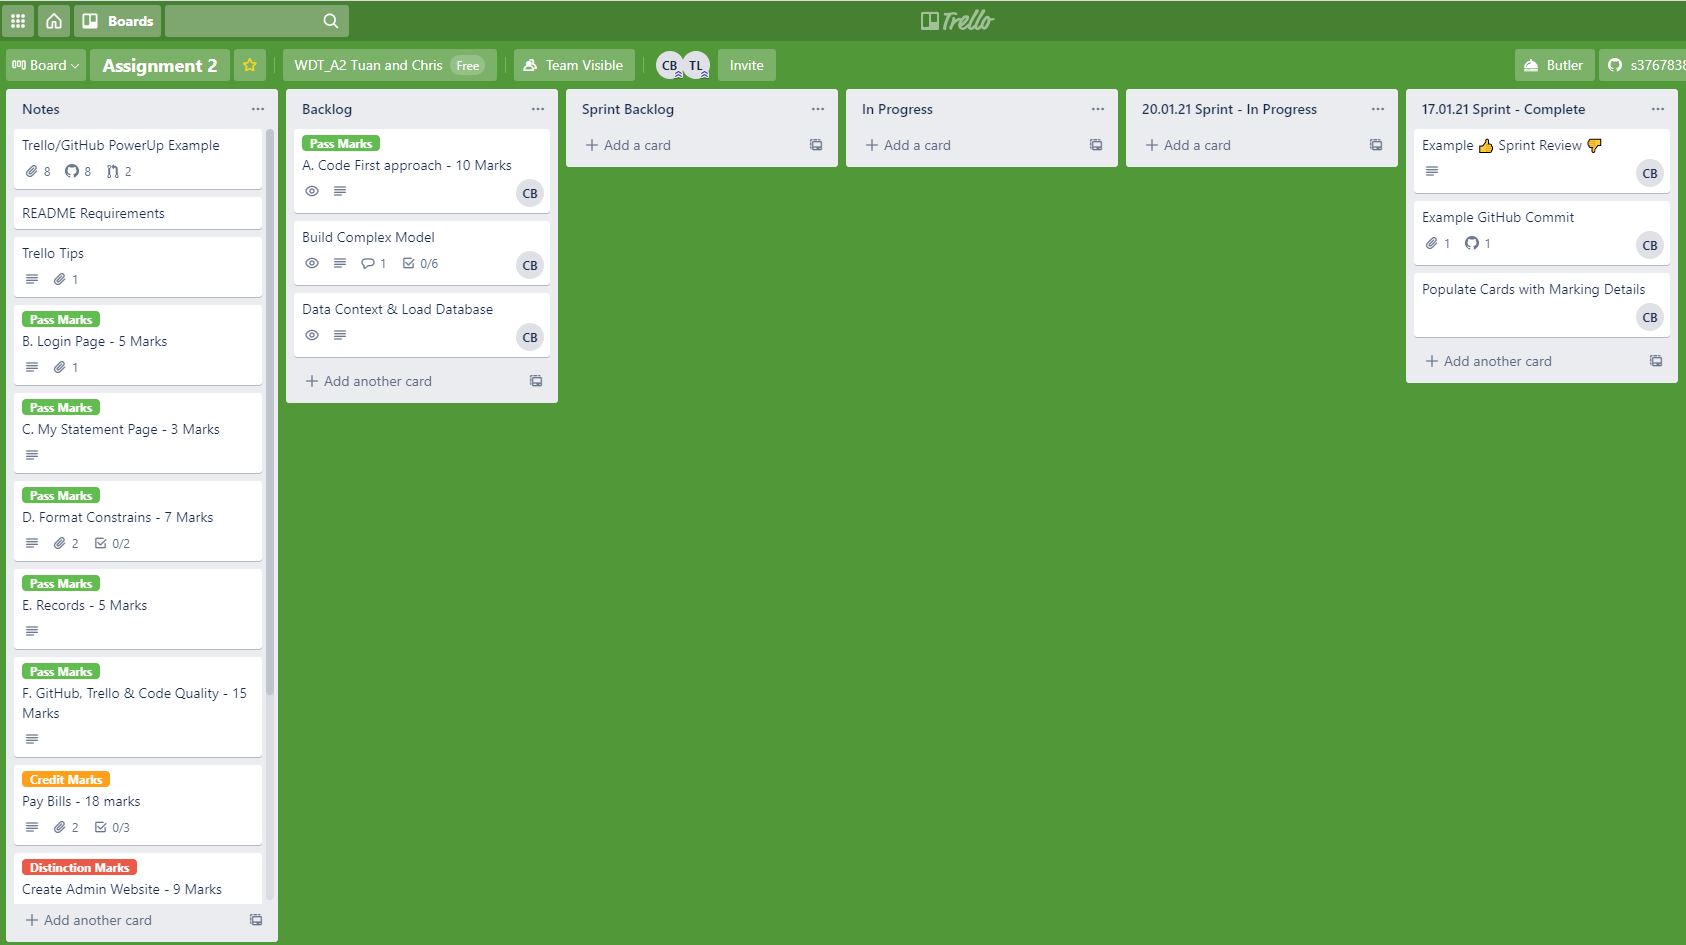 Boards
Trello
Board
Assignment 2
WDT_A2 Tuan and Chris Free
Team Visible
CB TL
Invite
Butler
s3767838
Notes
Trello/GitHub PowerUp Example
8 8 2
README Requirements
Trello Tips
1
Pass Marks
B. Login Page - 5 Marks
1
Pass Marks
C. My Statement Page - 3 Marks
Pass Marks
D. Format Constrains - 7 Marks
2 0/2
Pass Marks
E. Records - 5 Marks
Pass Marks
F. GitHub, Trello & Code Quality - 15
Marks
Credit Marks
Pay Bills - 18 marks
2 0/3
Distinction Marks
Create Admin Website - 9 Marks
+ Add another card
Backlog
Pass Marks
A. Code First approach - 10 Marks
CB
Build Complex Model
1 0/6 CB
Data Context & Load Database
CB
+ Add another card
Sprint Backlog
+ Add a card
In Progress
+ Add a card
20.01.21 Sprint - In Progress
+ Add a card
17.01.21 Sprint - Complete
Example 👍 Sprint Review 👎
CB
Example GitHub Commit
1 1 CB
Populate Cards with Marking Details
CB
+ Add another card